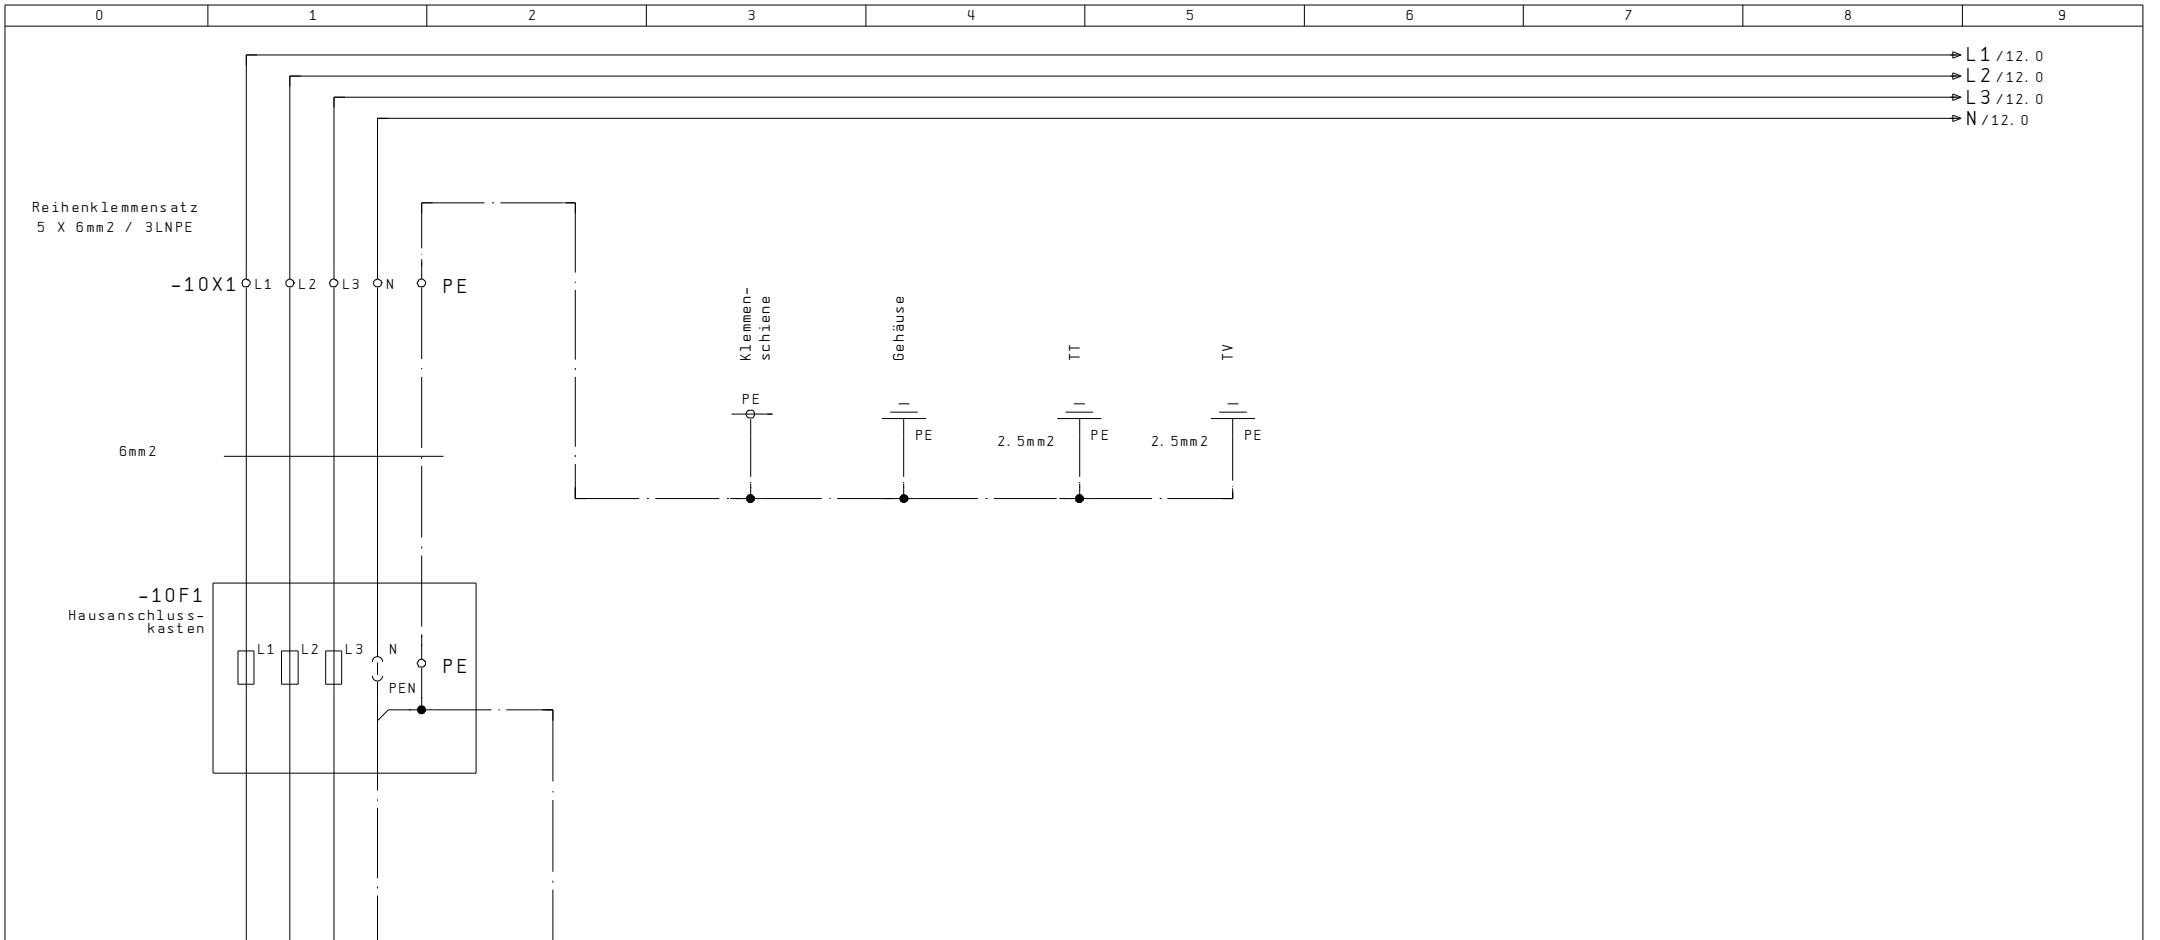 0 1 2 3 4 5 6 7 8 9
L1 /12.0
L2 /12.0
L3 /12.0
N /12.0
Reihenklemmensatz
5 X 6mm2 / 3LNPE
-10X1 L1 L2 L3 N PE
Klemmen-
schiene
Gehäuse
TT
TV
PE
PE
2.5mm2 PE
2.5mm2 PE
6mm2
-10F1
Hausanschluss-
kasten
L1 L2 L3 N
PE
PEN